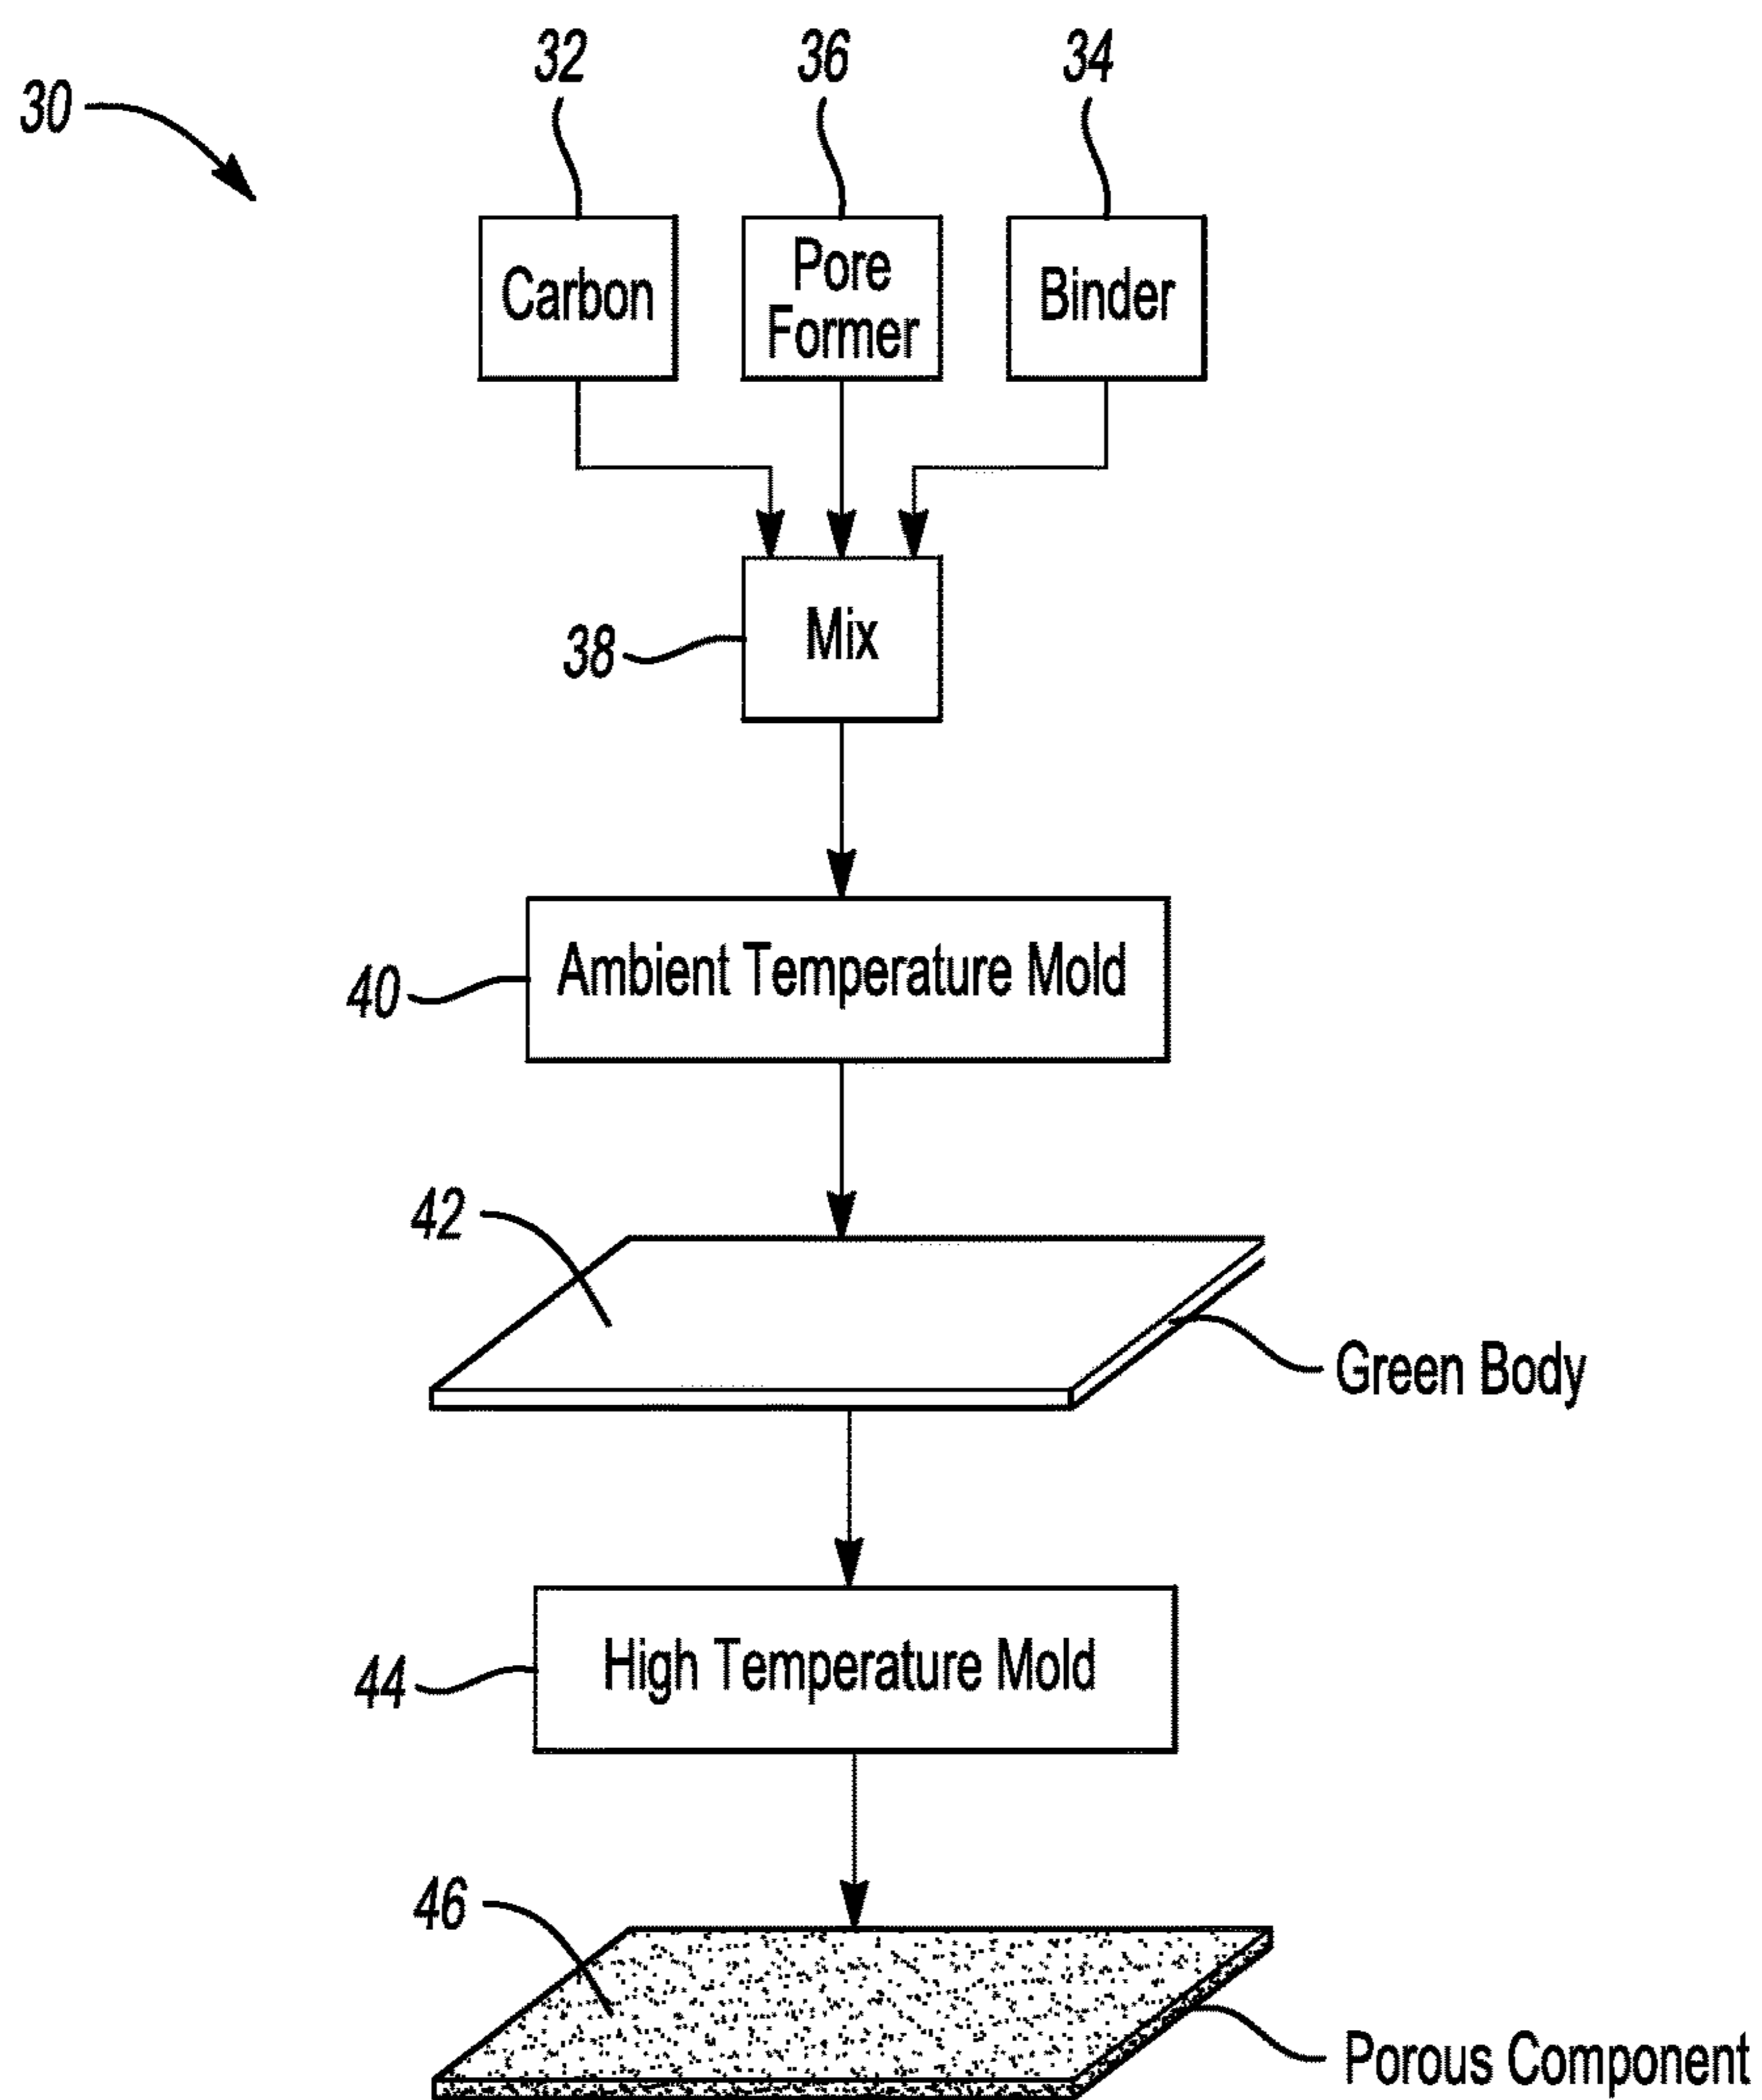 32 36 34
30
Carbon
Pore
Former
Binder
Mix
38
Ambient Temperature Mold
40
42
Green Body
High Temperature Mold
44
46
Porous Component